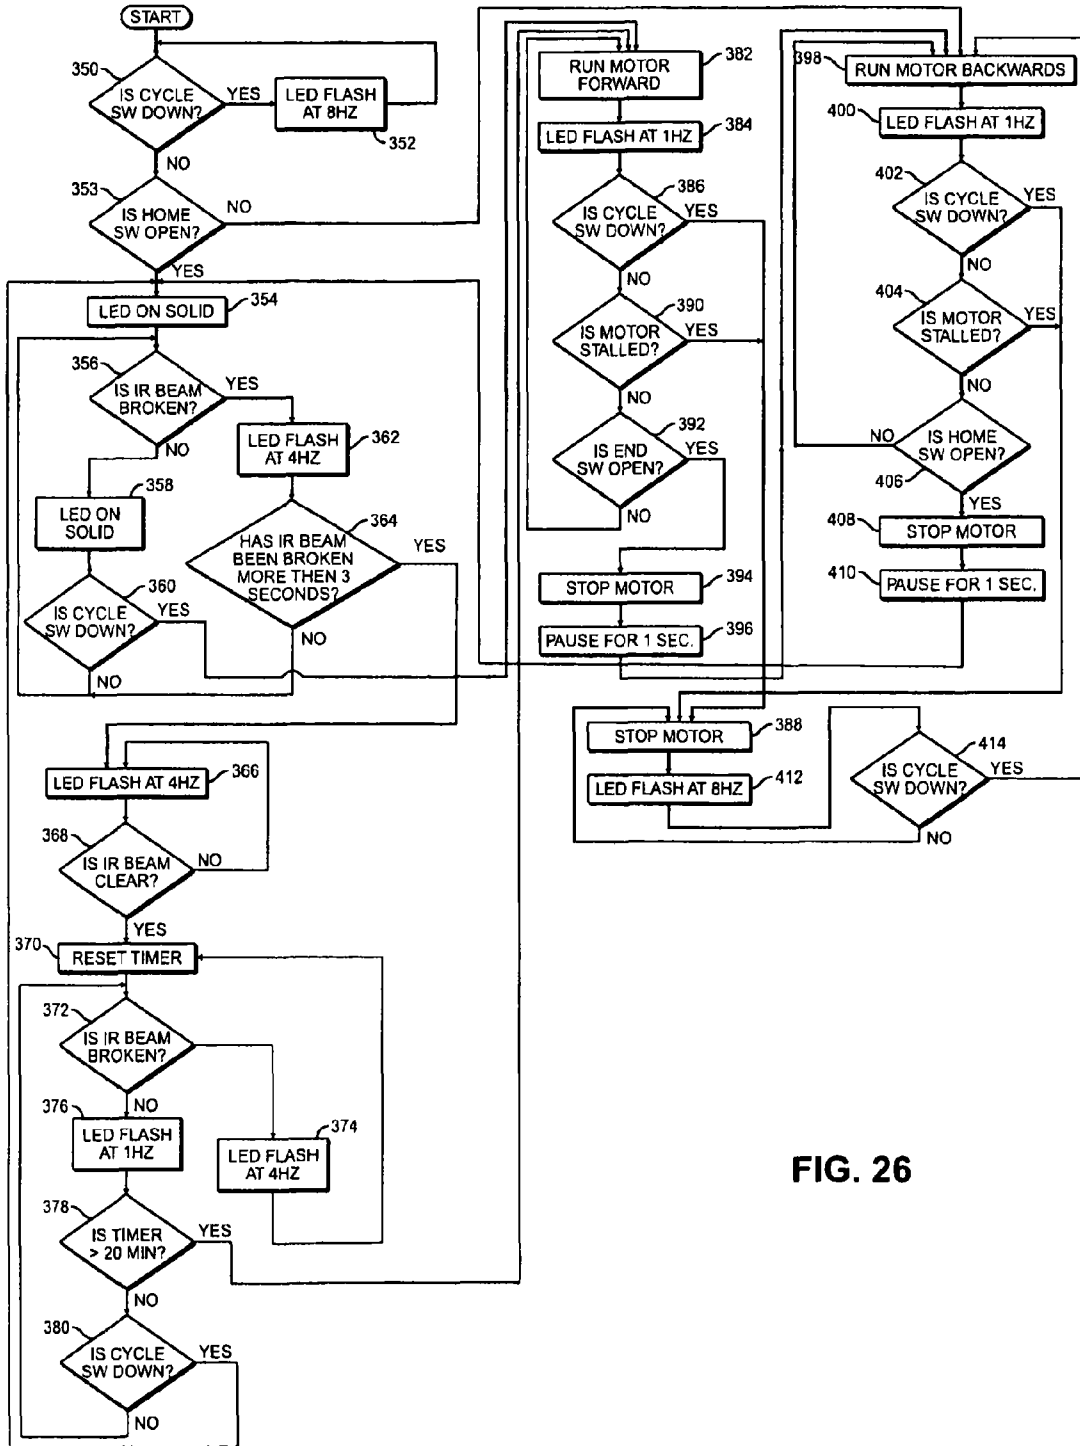 START
350
IS CYCLE
SW DOWN?
YES
LED FLASH
AT 8HZ
352
NO
353
IS HOME
SW OPEN?
NO
YES
LED ON SOLID
354
356
IS IR BEAM
BROKEN?
YES
NO
LED FLASH
AT 4HZ
362
358
LED ON
SOLID
364
HAS IR BEAM
BEEN BROKEN
MORE THEN 3
SECONDS?
YES
NO
360
IS CYCLE
SW DOWN?
YES
NO
LED FLASH AT 4HZ
366
368
IS IR BEAM
CLEAR?
NO
YES
370
RESET TIMER
372
IS IR BEAM
BROKEN?
NO
376
LED FLASH
AT 1HZ
374
LED FLASH
AT 4HZ
378
IS TIMER
> 20 MIN?
YES
NO
380
IS CYCLE
SW DOWN?
YES
NO
RUN MOTOR
FORWARD
382
LED FLASH AT 1HZ
384
386
IS CYCLE
SW DOWN?
YES
NO
390
IS MOTOR
STALLED?
YES
NO
392
IS END
SW OPEN?
YES
NO
STOP MOTOR
394
PAUSE FOR 1 SEC.
396
398
RUN MOTOR BACKWARDS
400
LED FLASH AT 1HZ
402
IS CYCLE
SW DOWN?
YES
NO
404
IS MOTOR
STALLED?
YES
NO
NO
IS HOME
SW OPEN?
406
YES
408
STOP MOTOR
410
PAUSE FOR 1 SEC.
STOP MOTOR
388
LED FLASH AT 8HZ
412
414
IS CYCLE
SW DOWN?
YES
NO
FIG. 26